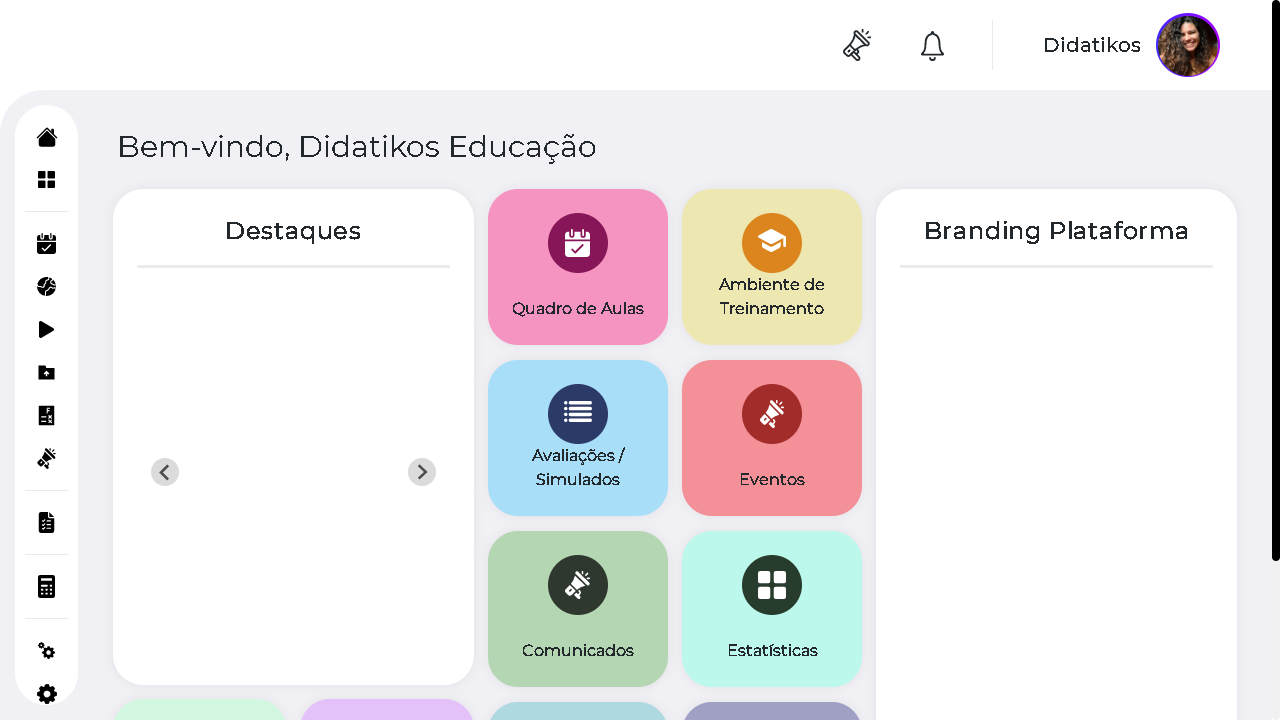 Didatikos
Bem-vindo, Didatikos Educação
Destaques
Quadro de Aulas
Ambiente de
Treinamento
Branding Plataforma
Avaliações /
Simulados
Eventos
Comunicados
Estatísticas